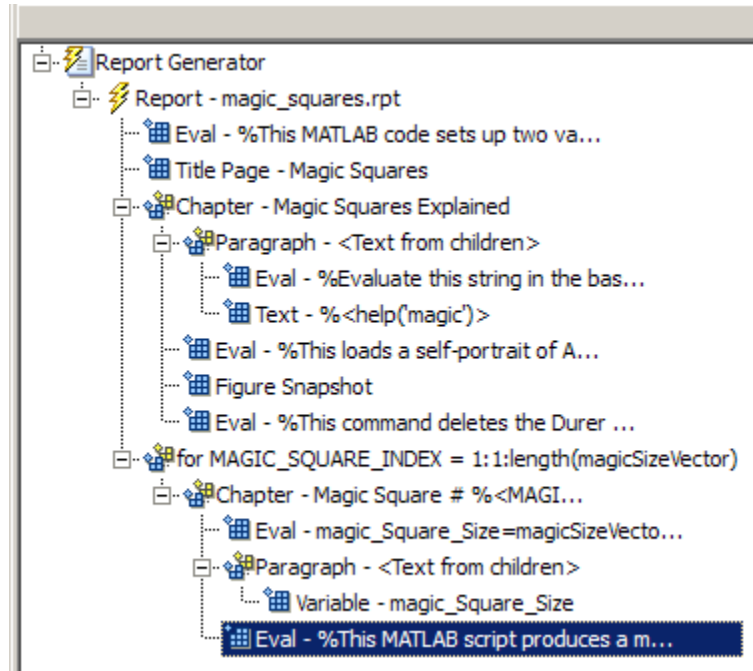 Report Generator
Report - magic_squares.rpt
Eval - %This MATLAB code sets up two va...
Title Page - Magic Squares
Chapter - Magic Squares Explained
Paragraph - <Text from children>
Eval - %Evaluate this string in the bas...
Text - %<help('magic')>
Eval - %This loads a self-portrait of A...
Figure Snapshot
Eval - %This command deletes the Durer ...
for MAGIC_SQUARE_INDEX = 1:1:length(magicSizeVector)
Chapter - Magic Square # %<MAGI...
Eval - magic_Square_Size=magicSizeVecto...
Paragraph - <Text from children>
Variable - magic_Square_Size
Eval - %This MATLAB script produces a m...